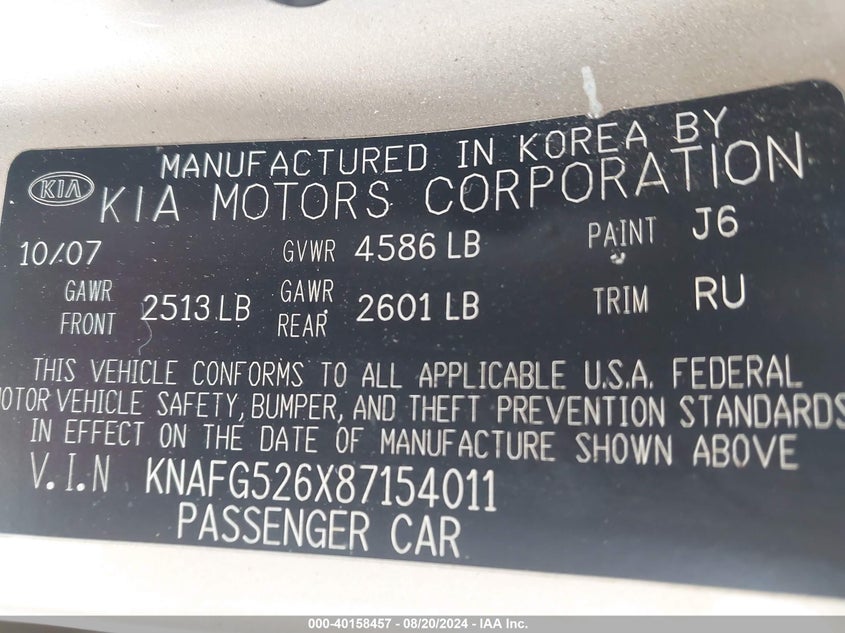 MANUFACTURED IN KOREA BY
KIA
KIA MOTORS CORPORATION
10/07 GVWR 4586 LB PAINT J6
GAWR FRONT 2513 LB GAWR REAR 2601 LB TRIM RU
THIS VEHICLE CONFORMS TO ALL APPLICABLE U.S.A. FEDERAL
MOTOR VEHICLE SAFETY, BUMPER, AND THEFT PREVENTION STANDARDS
IN EFFECT ON THE DATE OF MANUFACTURE SHOWN ABOVE
V.I.N KNAFG526X87154011
PASSENGER CAR
000-40158457 - 08/20/2024 - IAA Inc.